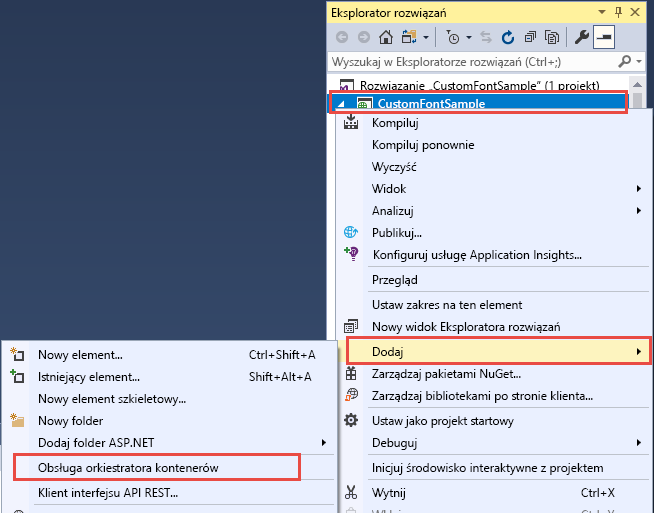 Eksplorator rozwiązań
Wyszukaj w Eksploratorze rozwiązań (Ctrl+;)
Rozwiązanie „CustomFontSample” (1 projekt)
CustomFontSample
Kompiluj
Kompiluj ponownie
Wyczyść
Widok
Analizuj
Publikuj...
Konfiguruj usługę Application Insights...
Przegląd
Ustaw zakres na ten element
Nowy widok Eksploratora rozwiązań
Dodaj
Zarządzaj pakietami NuGet...
Zarządzaj bibliotekami po stronie klienta...
Ustaw jako projekt startowy
Debuguj
Inicjuj środowisko interaktywne z projektem
Wytnij Ctrl+X
Nowy element... Ctrl+Shift+A
Istniejący element... Shift+Alt+A
Nowy element szkieletowy...
Nowy folder
Dodaj folder ASP.NET
Obsługa orkiestratora kontenerów
Klient interfejsu API REST...